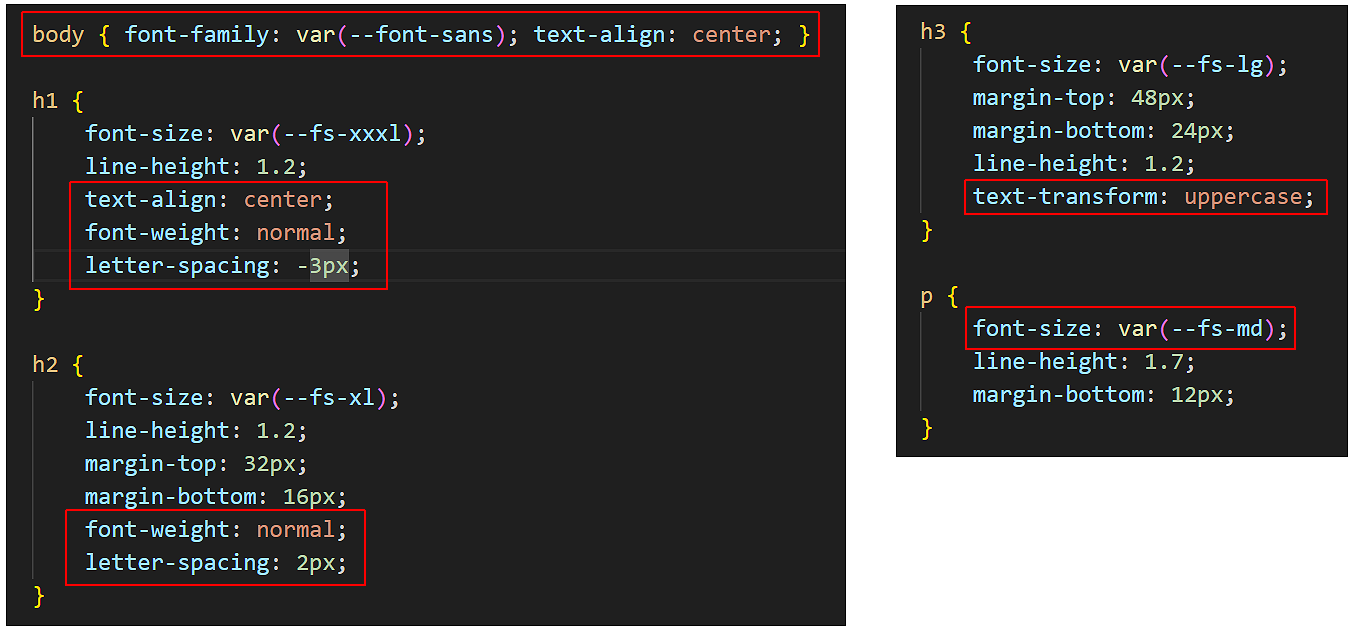 body { font-family: var(--font-sans); text-align: center; }
h1 {
    font-size: var(--fs-xxxl);
    line-height: 1.2;
    text-align: center;
    font-weight: normal;
    letter-spacing: -3px;
}
h2 {
    font-size: var(--fs-xl);
    line-height: 1.2;
    margin-top: 32px;
    margin-bottom: 16px;
    font-weight: normal;
    letter-spacing: 2px;
}
h3 {
    font-size: var(--fs-lg);
    margin-top: 48px;
    margin-bottom: 24px;
    line-height: 1.2;
    text-transform: uppercase;
}
p {
    font-size: var(--fs-md);
    line-height: 1.7;
    margin-bottom: 12px;
}